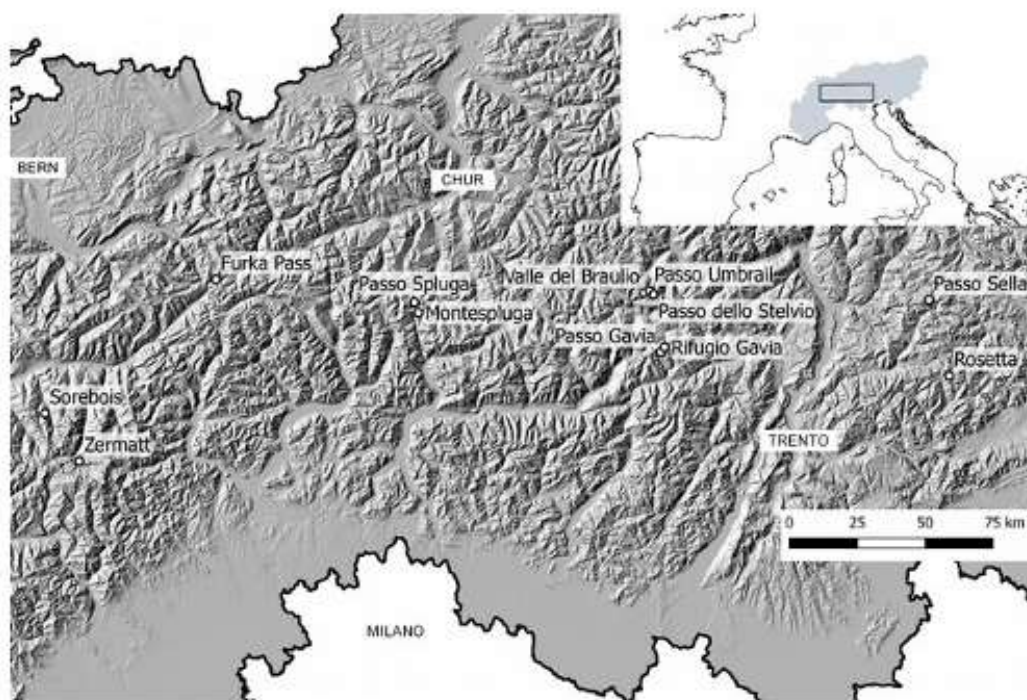 BERN
CHUR
Furka Pass
Passo Spluga
Montespluga
Valle del Braulio
Passo Umbrail
Passo dello Stelvio
Passo Gavia
Rifugio Gavia
Passo Sella
Rosetta
Sorebois
Zermatt
TRENTO
0 25 50 75 km
MILANO